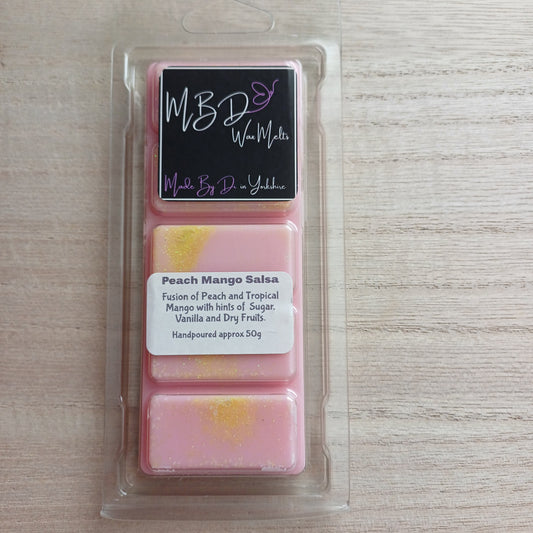 MBD
Wax Melts
Made By Di in Yorkshire
Peach Mango Salsa
Fusion of Peach and Tropical
Mango with hints of Sugar,
Vanilla and Dry Fruits.
Handpoured approx 50g